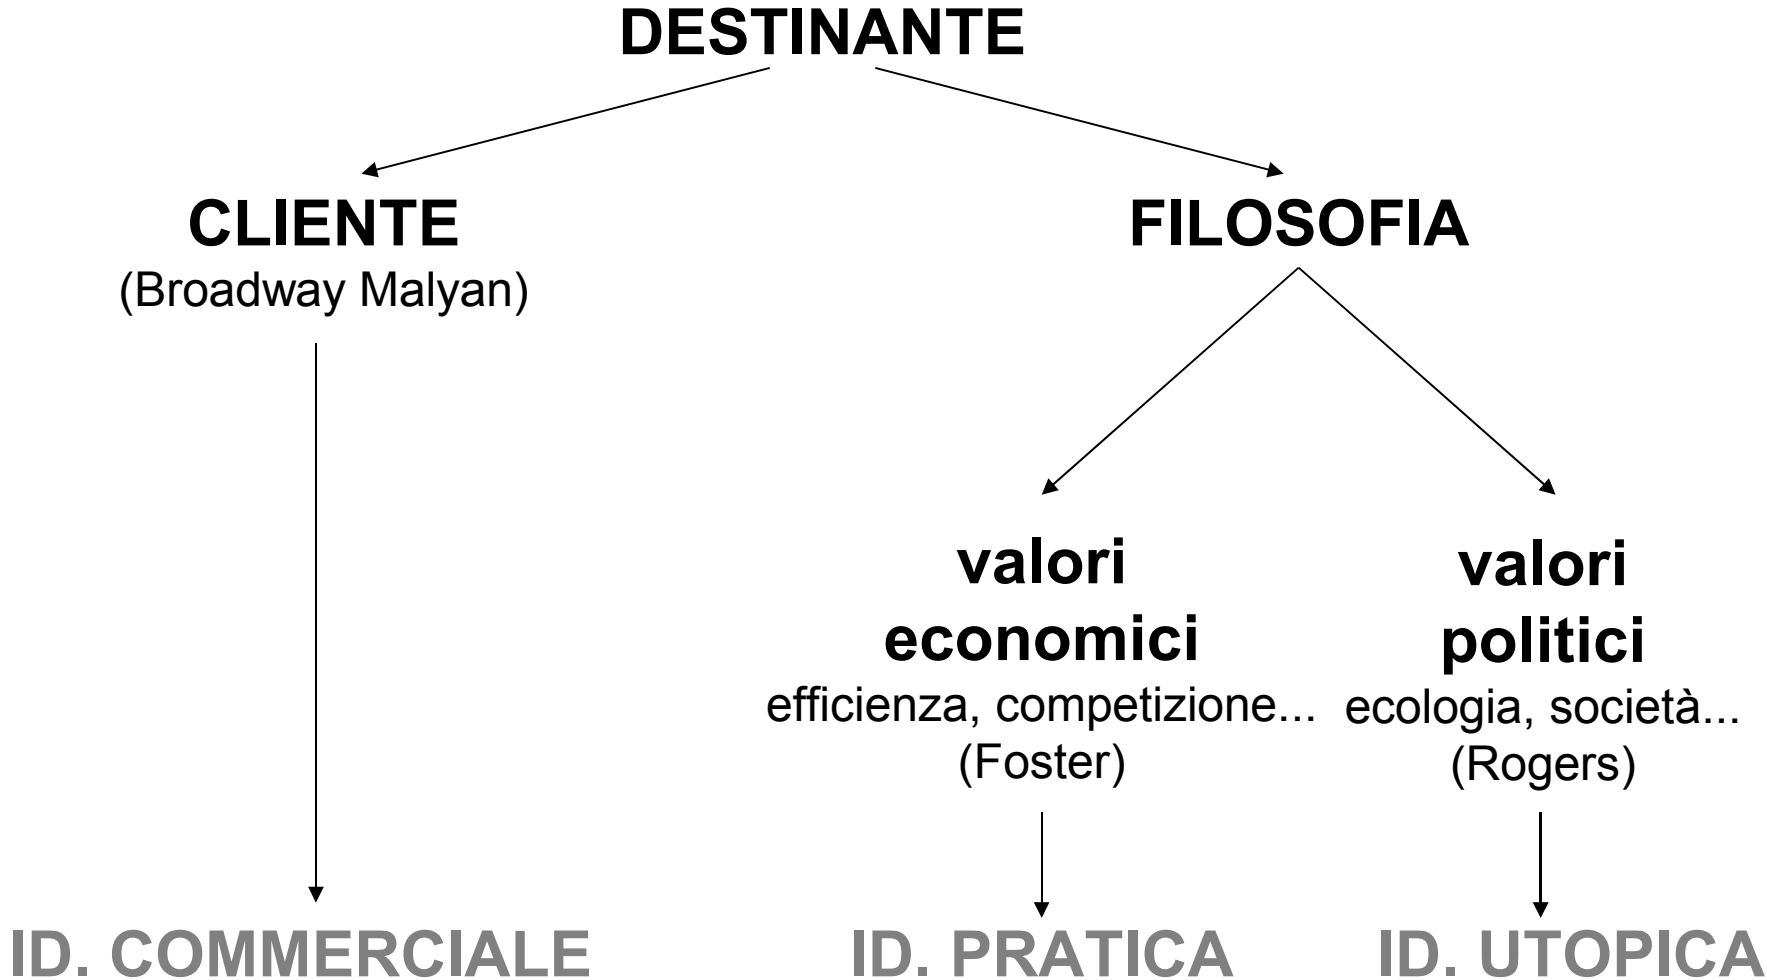 DESTINANTE
CLIENTE
(Broadway Malyan)
FILOSOFIA
valori
economici
efficienza, competizione...
(Foster)
valori
politici
ecologia, società...
(Rogers)
ID. COMMERCIALE
ID. PRATICA
ID. UTOPICA